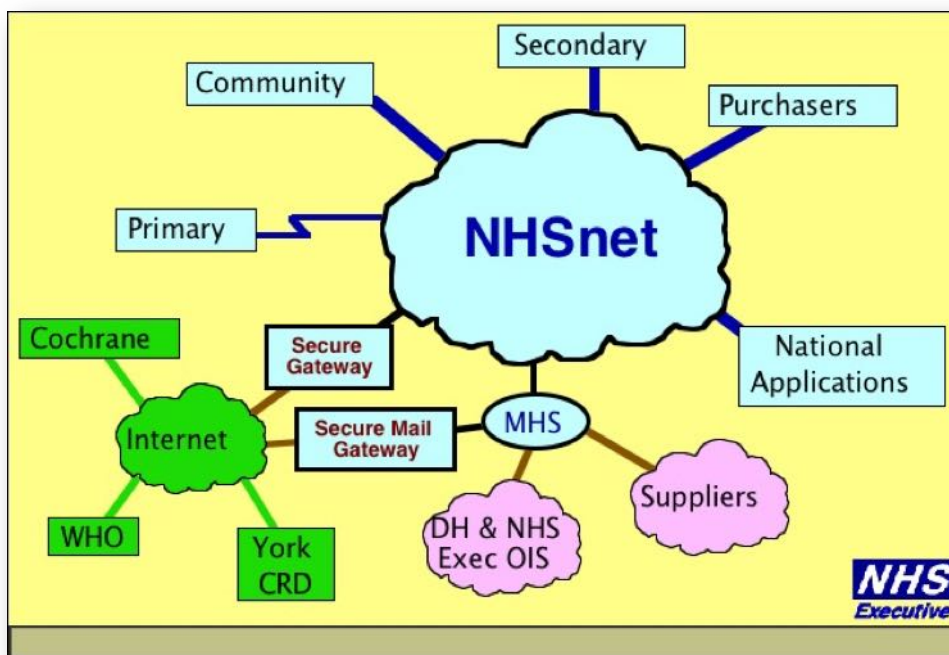 Secondary
Community
Purchasers
NHSnet
Primary
Cochrane
Secure
Gateway
National
Applications
Internet
Secure Mail
Gateway
MHS
Suppliers
WHO
York
CRD
DH & NHS
Exec OIS
NHS
Executive